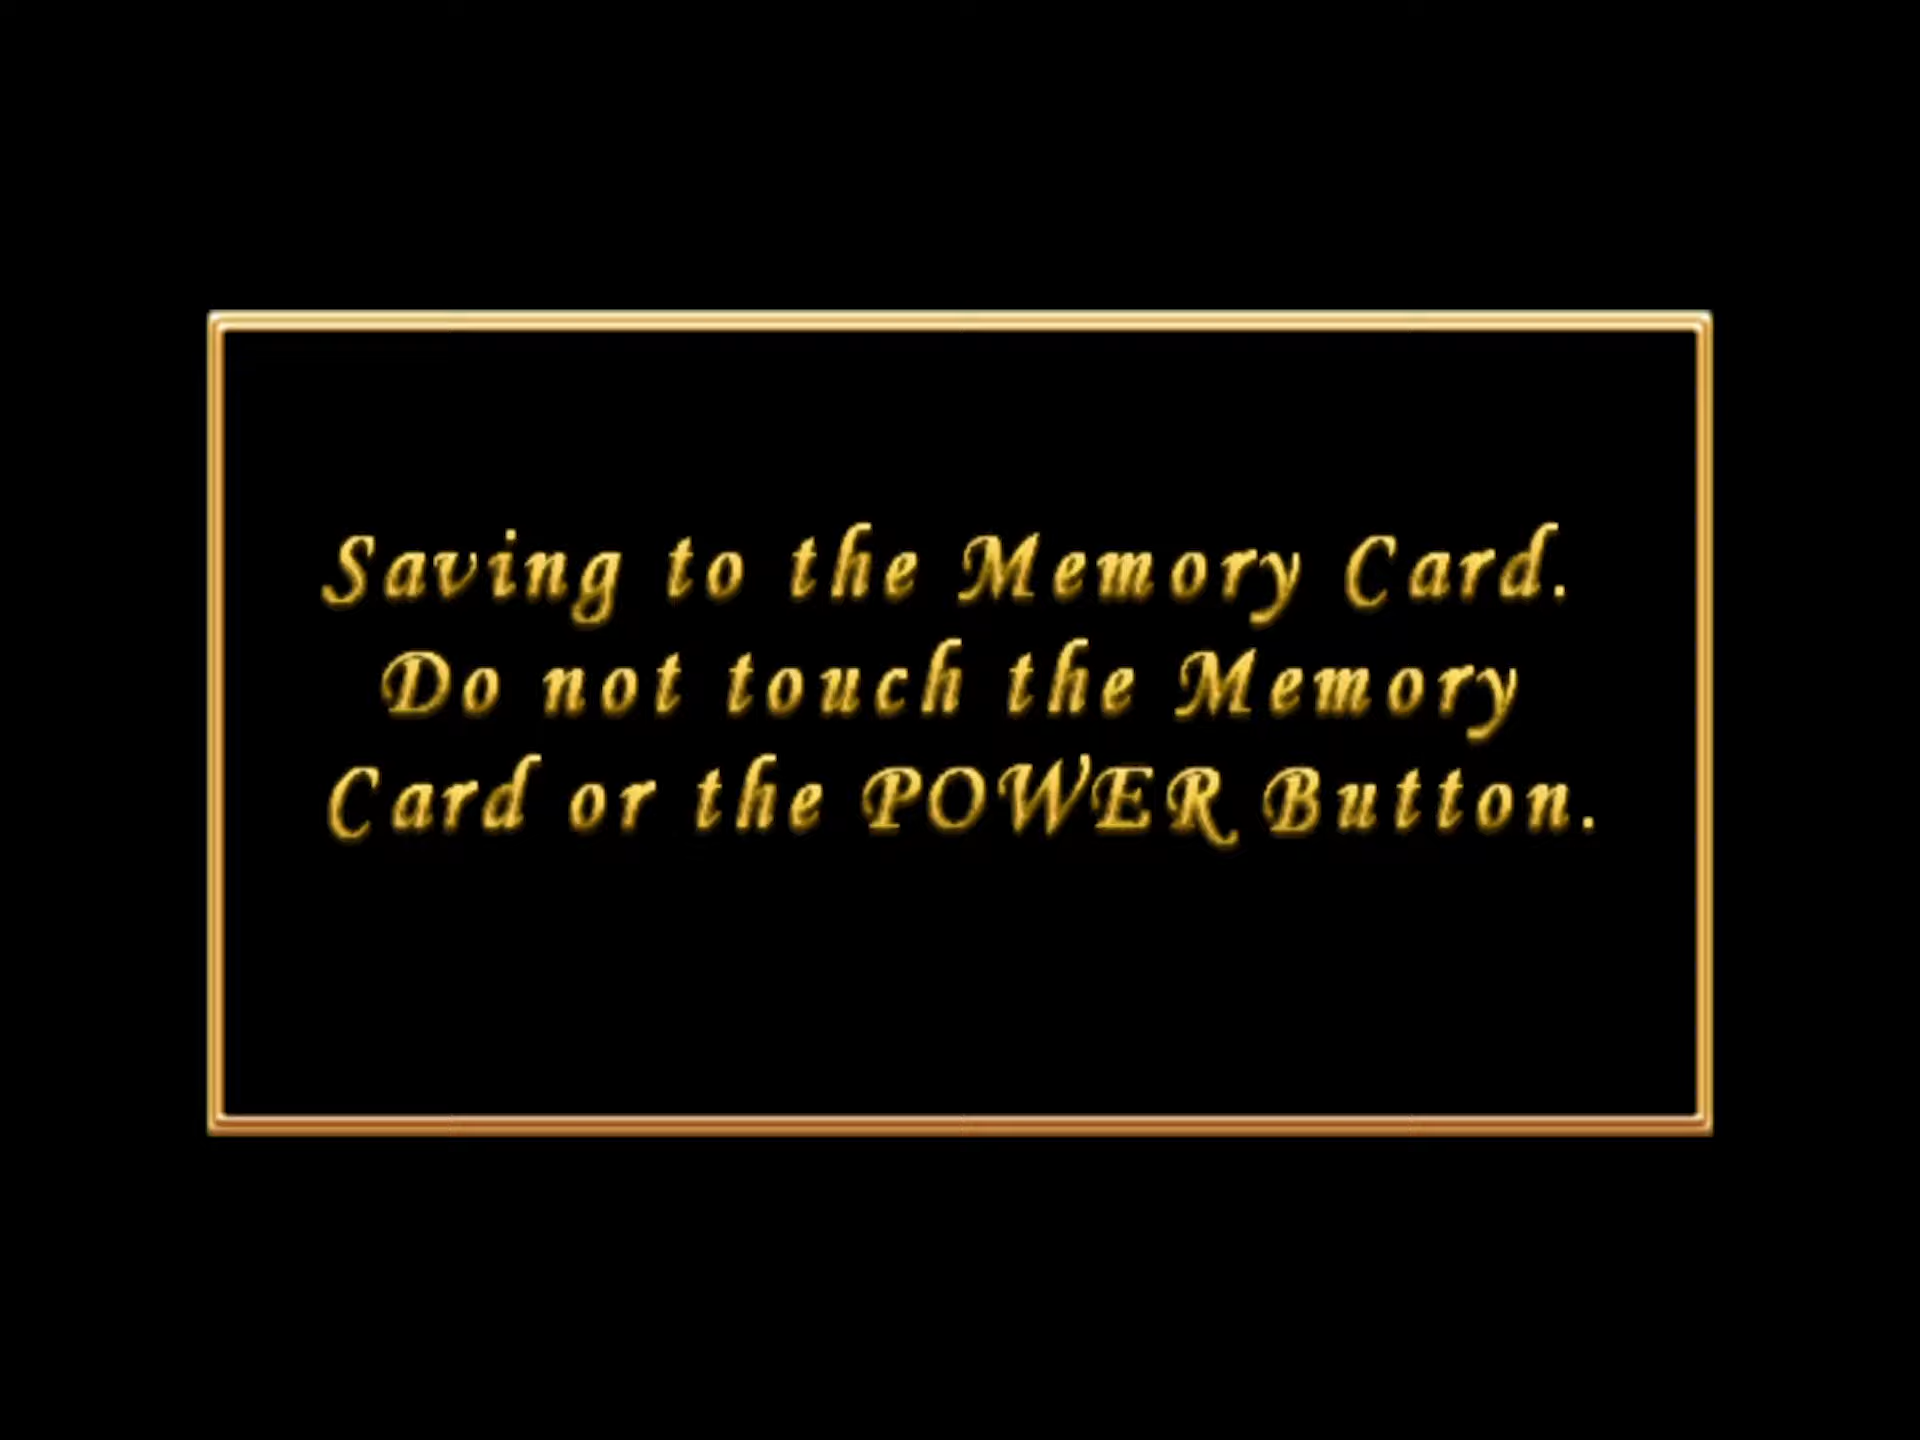 Saving to the Memory Card.
Do not touch the Memory
Card or the POWER Button.